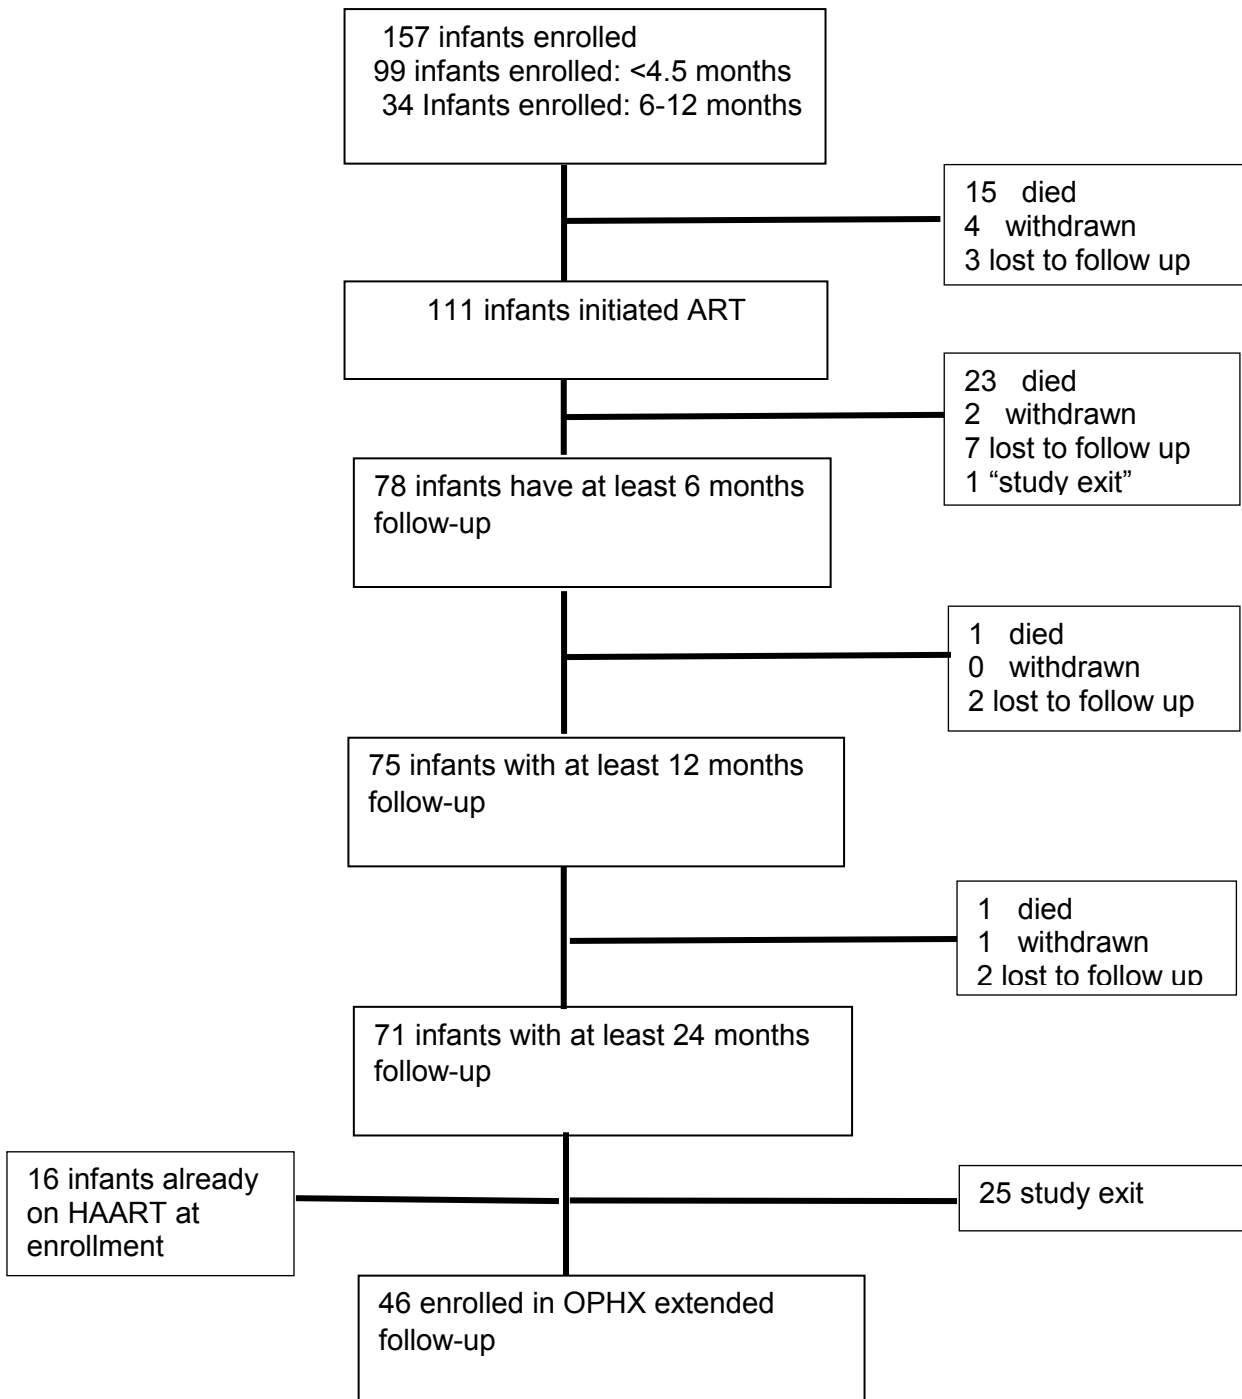 157 infants enrolled
99 infants enrolled: <4.5 months
34 Infants enrolled: 6-12 months
15 died
4 withdrawn
3 lost to follow up
111 infants initiated ART
23 died
2 withdrawn
7 lost to follow up
1 “study exit”
78 infants have at least 6 months
follow-up
1 died
0 withdrawn
2 lost to follow up
75 infants with at least 12 months
follow-up
1 died
1 withdrawn
2 lost to follow up
71 infants with at least 24 months
follow-up
16 infants already
on HAART at
enrollment
25 study exit
46 enrolled in OPHX extended
follow-up